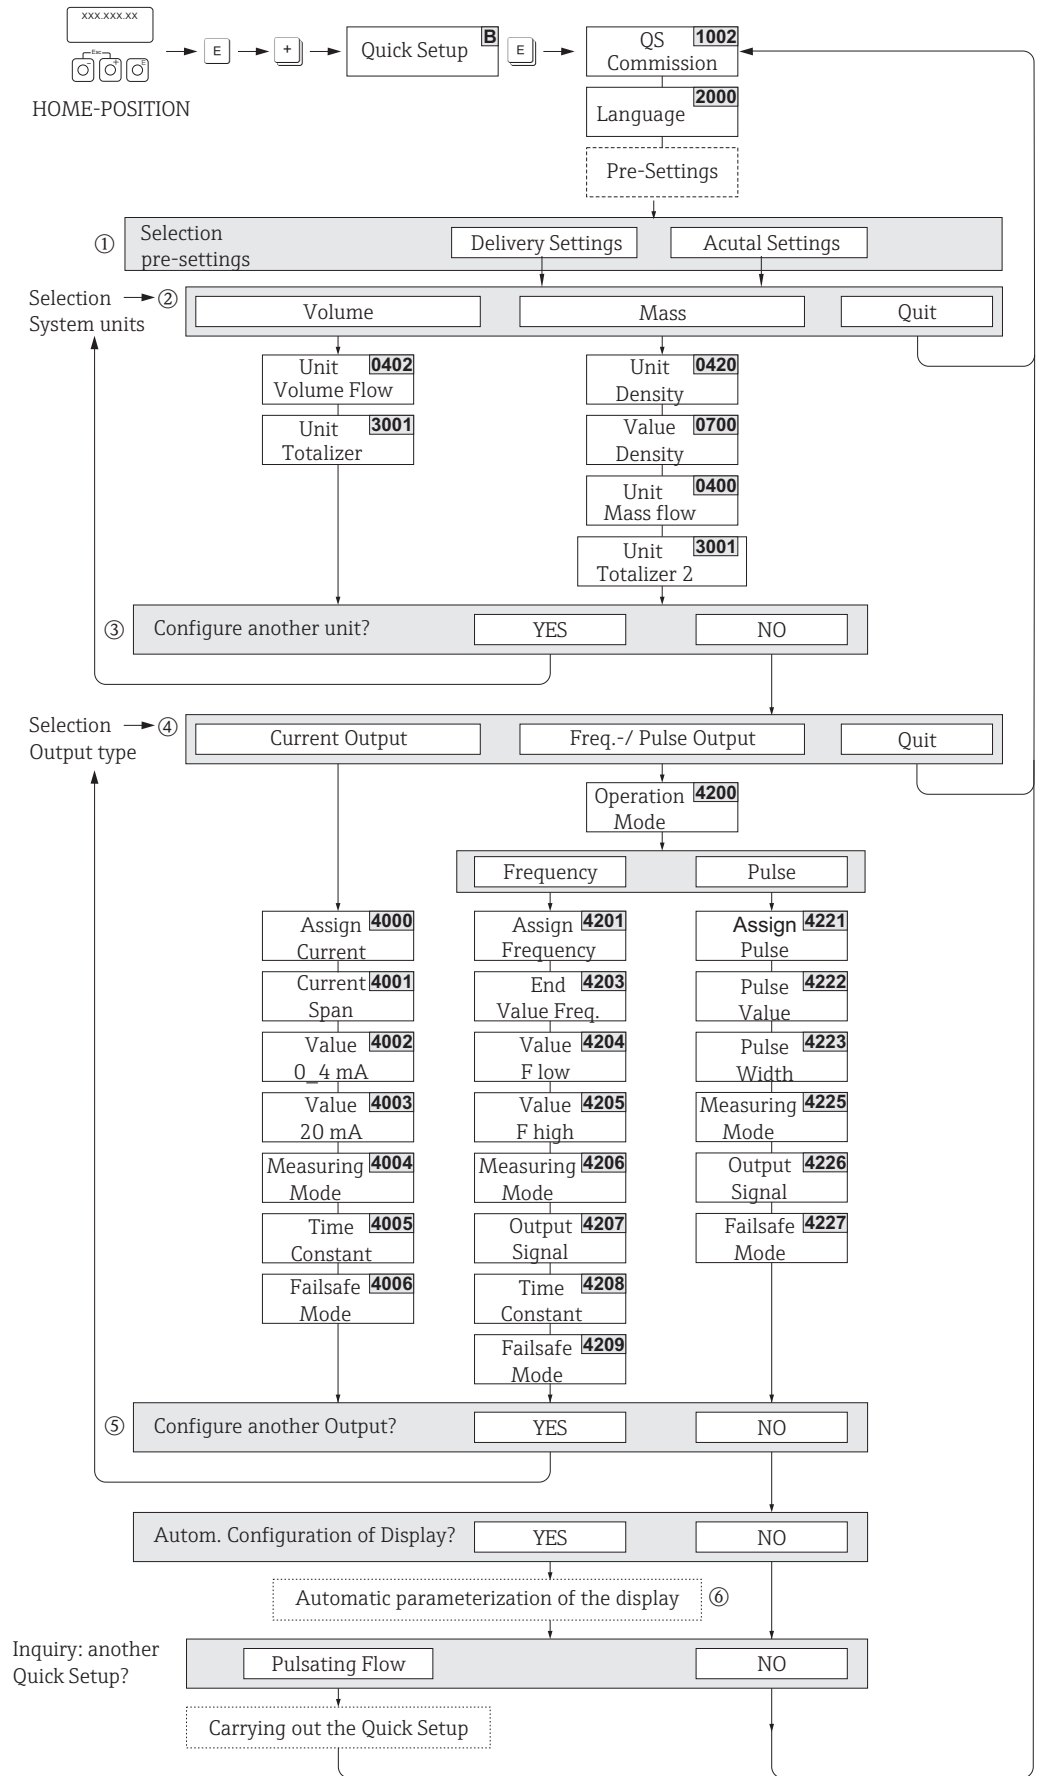 xxx.xxx.xx
Esc
- + E
HOME-POSITION
E
+
Quick Setup B
E
QS 1002
Commission
Language 2000
Pre-Settings
① Selection
pre-settings
Delivery Settings
Acutal Settings
Selection ②
System units
Volume
Mass
Quit
Unit 0402
Volume Flow
Unit 3001
Totalizer
Unit 0420
Density
Value 0700
Density
Unit 0400
Mass flow
Unit 3001
Totalizer 2
③ Configure another unit?
YES
NO
Selection ④
Output type
Current Output
Freq.-/ Pulse Output
Quit
Operation 4200
Mode
Frequency
Pulse
Assign 4000
Current
Current 4001
Span
Value 4002
0_4 mA
Value 4003
20 mA
Measuring 4004
Mode
Time 4005
Constant
Failsafe 4006
Mode
Assign 4201
Frequency
End 4203
Value Freq.
Value 4204
F low
Value 4205
F high
Measuring 4206
Mode
Output 4207
Signal
Time 4208
Constant
Failsafe 4209
Mode
Assign 4221
Pulse
Pulse 4222
Value
Pulse 4223
Width
Measuring 4225
Mode
Output 4226
Signal
Failsafe 4227
Mode
⑤ Configure another Output?
YES
NO
Autom. Configuration of Display?
YES
NO
Automatic parameterization of the display ⑥
Inquiry: another
Quick Setup?
Pulsating Flow
NO
Carrying out the Quick Setup